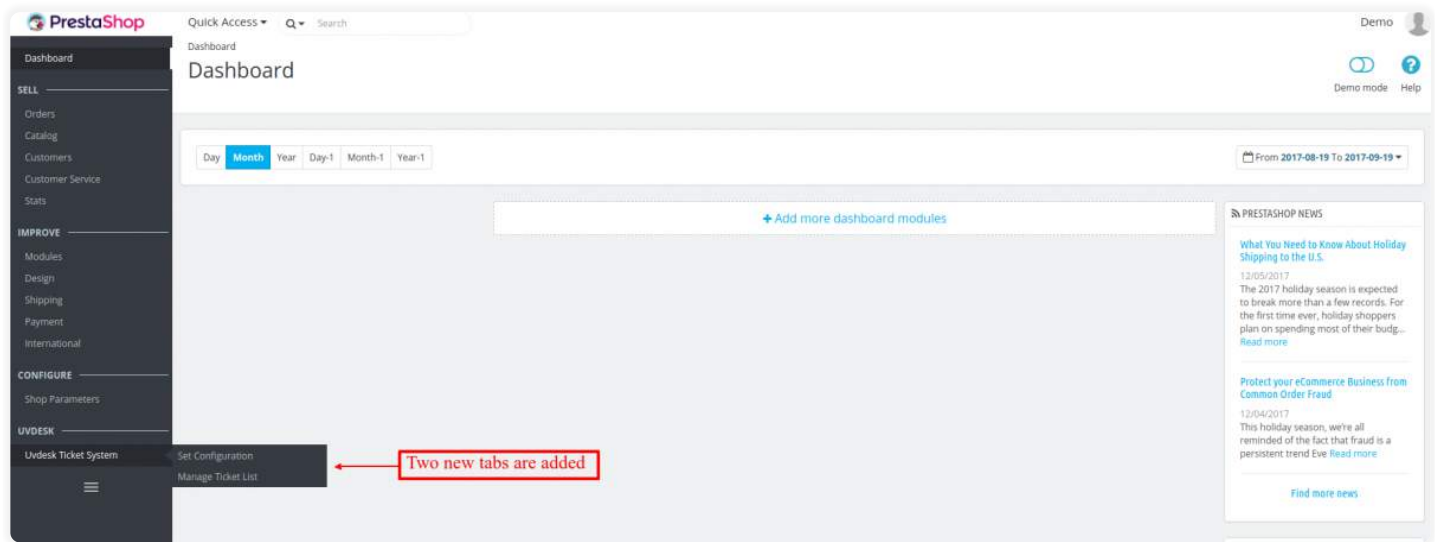 PrestaShop
Quick Access
Search
Demo
Dashboard
Dashboard
Demo mode
Help
Dashboard
SELL
Orders
Catalog
Customers
Customer Service
Stats
IMPROVE
Modules
Design
Shipping
Payment
International
CONFIGURE
Shop Parameters
UVDESK
Uvdesk Ticket System
Set Configuration
Manage Ticket List
Two new tabs are added
Day Month Year Day-1 Month-1 Year-1
From 2017-08-19 To 2017-09-19
+ Add more dashboard modules
PRESTASHOP NEWS
What You Need to Know About Holiday
Shipping to the U.S.
12/05/2017
The 2017 holiday season is expected
to break more than a few records. For
the first time ever, holiday shoppers
plan on spending most of their budg...
Read more
Protect your eCommerce Business from
Common Order Fraud
12/04/2017
This holiday season, we're all
reminded of the fact that fraud is a
persistent trend Eve Read more
Find more news